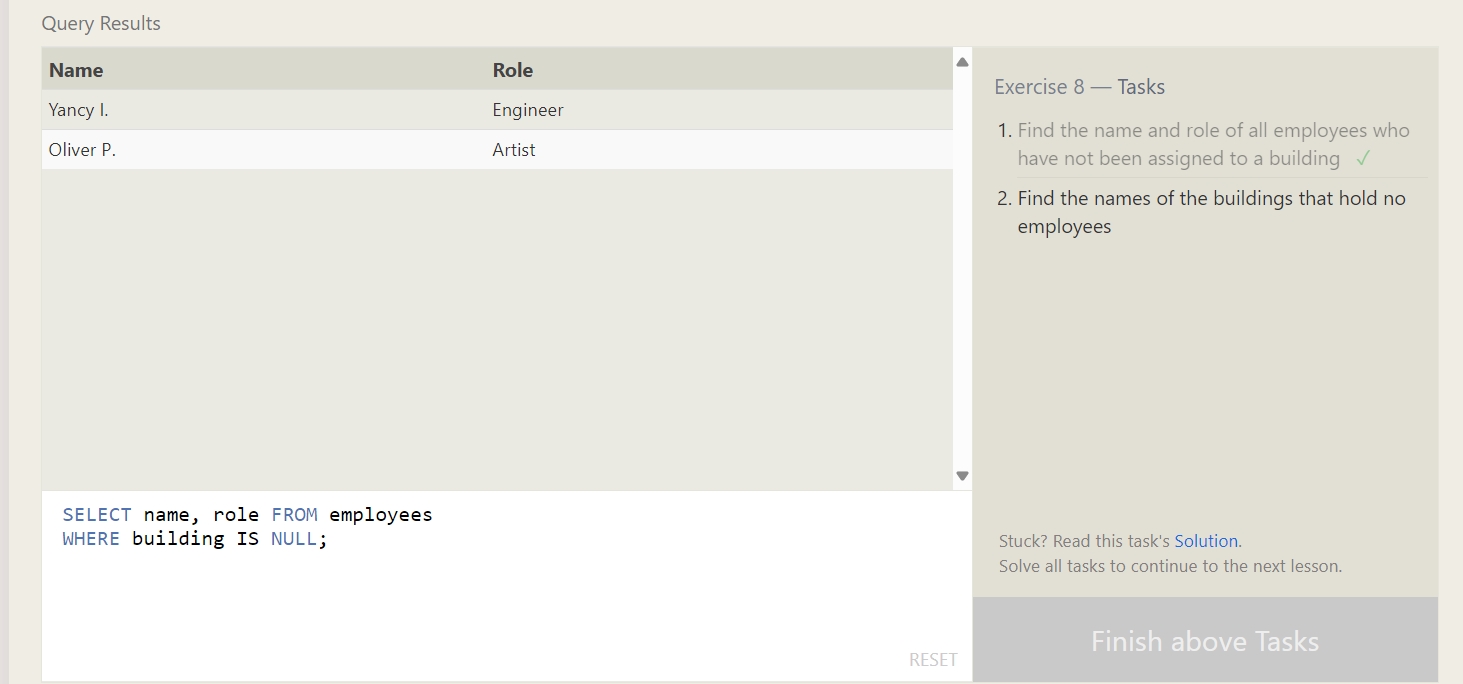 Query Results
Name Role
Yancy I. Engineer
Oliver P. Artist
SELECT name, role FROM employees
WHERE building IS NULL;
RESET
Exercise 8 — Tasks
1. Find the name and role of all employees who
have not been assigned to a building ✓
2. Find the names of the buildings that hold no
employees
Stuck? Read this task's Solution.
Solve all tasks to continue to the next lesson.
Finish above Tasks